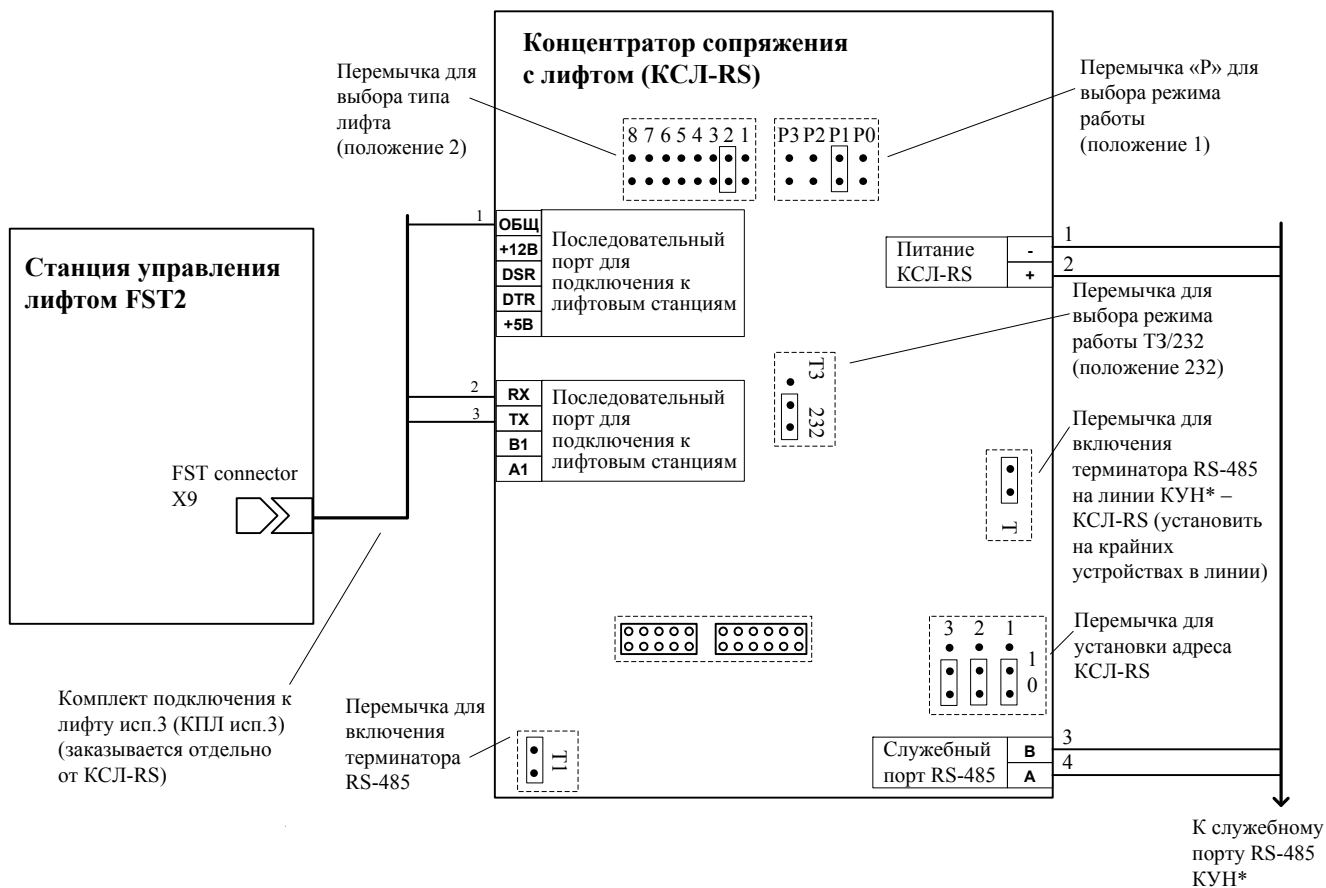 Концентратор сопряжения
с лифтом (КСЛ-RS)
Перемычка для
выбора типа
лифта
(положение 2)
8 7 6 5 4 3 2 1
P3 P2 P1 P0
Перемычка «Р» для
выбора режима
работы
(положение 1)
Станция управления
лифтом FST2
FST connector
X9
1
ОБЩ
+12В
DSR
DTR
+5В
Последовательный
порт для
подключения к
лифтовым станциям
2
3
RX
TX
B1
A1
Последовательный
порт для
подключения к
лифтовым станциям
Питание
КСЛ-RS
-
+
1
2
Перемычка для
выбора режима
работы ТЗ/232
(положение 232)
ТЗ
232
Перемычка для
включения
терминатора RS-485
на линии КУН* –
КСЛ-RS (установить
на крайних
устройствах в линии)
Т
3 2 1
1
0
Перемычка для
установки адреса
КСЛ-RS
Комплект подключения к
лифту исп.3 (КПЛ исп.3)
(заказывается отдельно
от КСЛ-RS)
Перемычка для
включения
терминатора
RS-485
Т1
Служебный
порт RS-485
В
А
3
4
К служебному
порту RS-485
КУН*